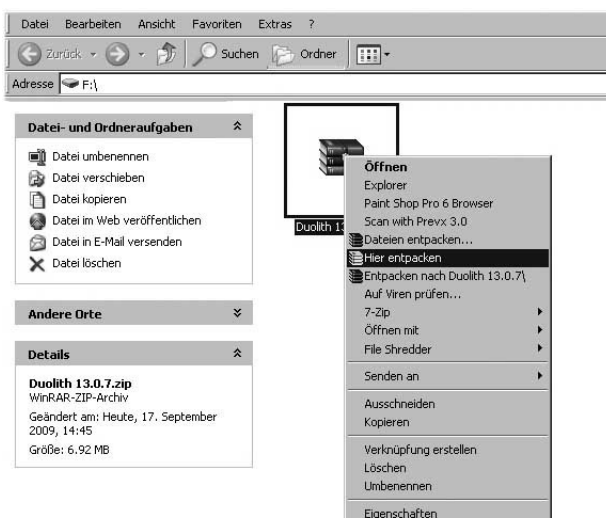 Datei Bearbeiten Ansicht Favoriten Extras ?
Zurück Suchen Ordner
Adresse F:\
Datei- und Ordneraufgaben
Datei umbenennen
Datei verschieben
Datei kopieren
Datei im Web veröffentlichen
Datei in E-Mail versenden
Datei löschen
Andere Orte
Details
Duolith 13.0.7.zip
WinRAR-ZIP-Archiv
Geändert am: Heute, 17. September
2009, 14:45
Größe: 6.92 MB
Duolith
Öffnen
Explorer
Paint Shop Pro 6 Browser
Scan with Prevx 3.0
Dateien entpacken...
Hier entpacken
Entpacken nach Duolith 13.0.7\
Auf Viren prüfen...
7-Zip
Öffnen mit
File Shredder
Senden an
Ausschneiden
Kopieren
Verknüpfung erstellen
Löschen
Umbenennen
Eigenschaften